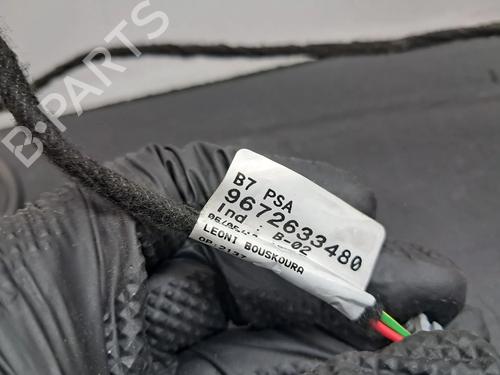 B-PARTS
B7 PSA
9672633480
Ind : B-02
LEONI BOUSKOURA